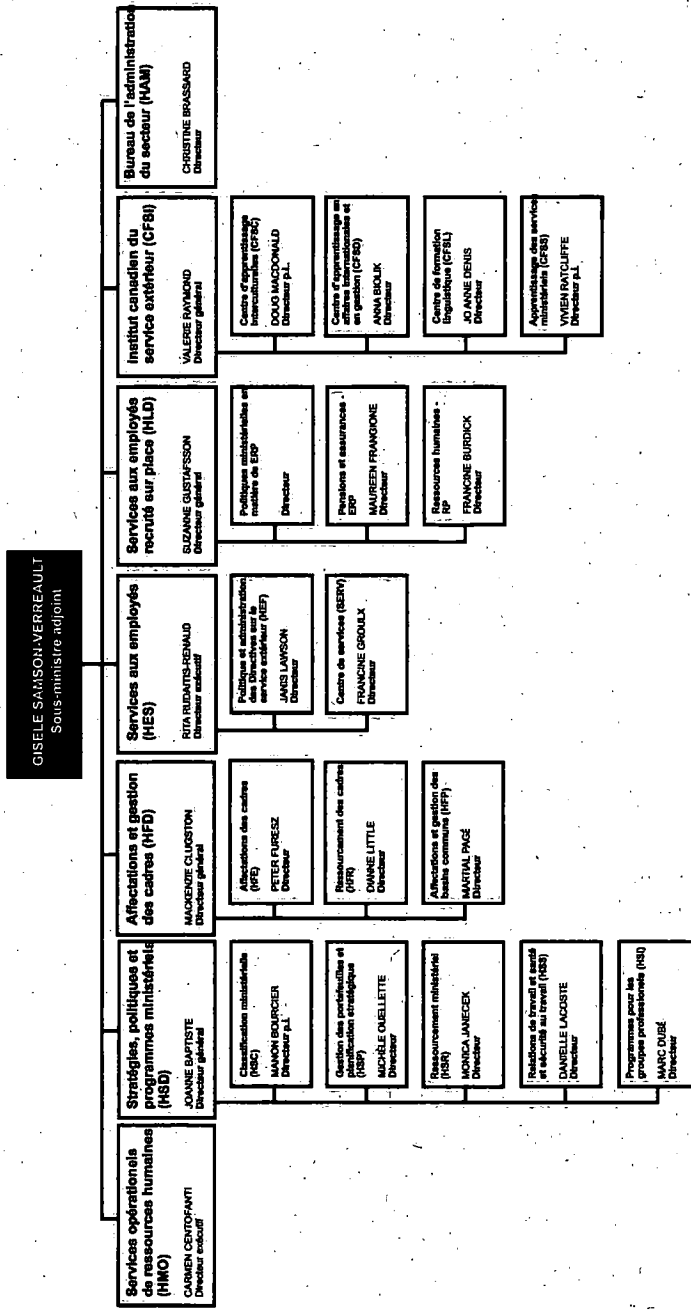 GISELE SAMSON-VERREAULT
Sous-ministre adjoint
Services opérationels
de ressources humaines
(HMO)
CARMEN CENTOFANTI
Directeur exécutif
Stratégies, politiques et
programmes ministériels
(HSD)
JOANNE BAPTISTE
Directeur général
Classification ministérielle
(HSC)
MANON BOURCIER
Directeur p.i.
Gestion des portefeuilles et
planification stratégique
(HSP)
MICHÈLE OUELLETTE
Directeur
Ressourcement ministériel
(HSR)
MONICA JANECEK
Directeur
Relations de travail et santé
et sécurité au travail (HSS)
DANIELLE LACOSTE
Directeur
Programmes pour les
groupes professionels (HSI)
MARC DUBÉ
Directeur
Affectations et gestion
des cadres (HFD)
MACKENZIE CLUGSTON
Directeur général
Affectations des cadres
(HFE)
PETER FURESZ
Directeur
Ressourcement des cadres
(HFR)
DIANNE LITTLE
Directeur
Affectations et gestion des
bassins communs (HFP)
MARTIAL PAGÉ
Directeur
Services aux employés
(HES)
RITA RUDAITIS-RENAUD
Directeur exécutif
Politique et administration
des Directives sur le
service extérieur (HEF)
JANIS LAWSON
Directeur
Centre de services (SERV)
FRANCINE GROULX
Directeur
Services aux employés
recruté sur place (HLD)
SUZANNE GUSTAFSSON
Directeur général
Politiques ministérielles en
matière de ERP
Directeur
Pensions et assurances -
ERP
MAUREEN FRANGIONE
Directeur
Ressources humaines -
RP
FRANCINE BURDICK
Directeur
Institut canadien du
service extérieur (CFSI)
VALERIE RAYMOND
Directeur général
Centre d'apprentissage
interculturelles (CFSC)
DOUG MACDONALD
Directeur p.i.
Centre d'apprentissage en
affaires internationales et
en gestion (CFSD)
ANNA BIOLIK
Directeur
Centre de formation
linguistique (CFSL)
JO ANNE DENIS
Directeur
Apprentissage des services
ministériels (CFSS)
VIVIEN RATCLIFFE
Directeur p.i.
Bureau de l'administration
du secteur (HAM)
CHRISTINE BRASSARD
Directeur